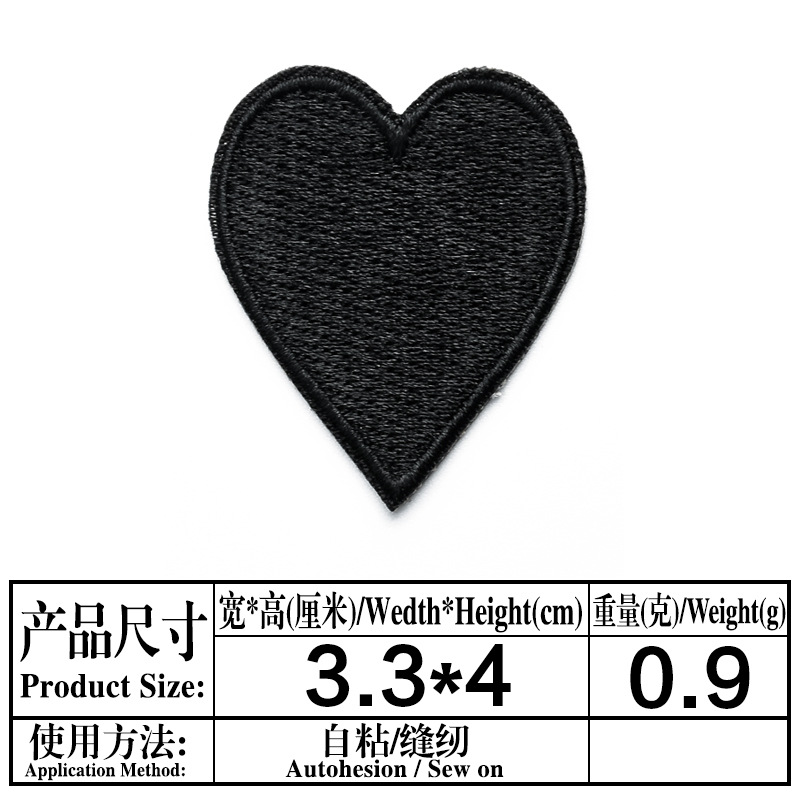 产品尺寸
Product Size:
宽*高(厘米)/Wedth*Height(cm)
3.3*4
重量(克)/Weight(g)
0.9
使用方法:
Application Method:
自粘/缝纫
Autohesion / Sew on